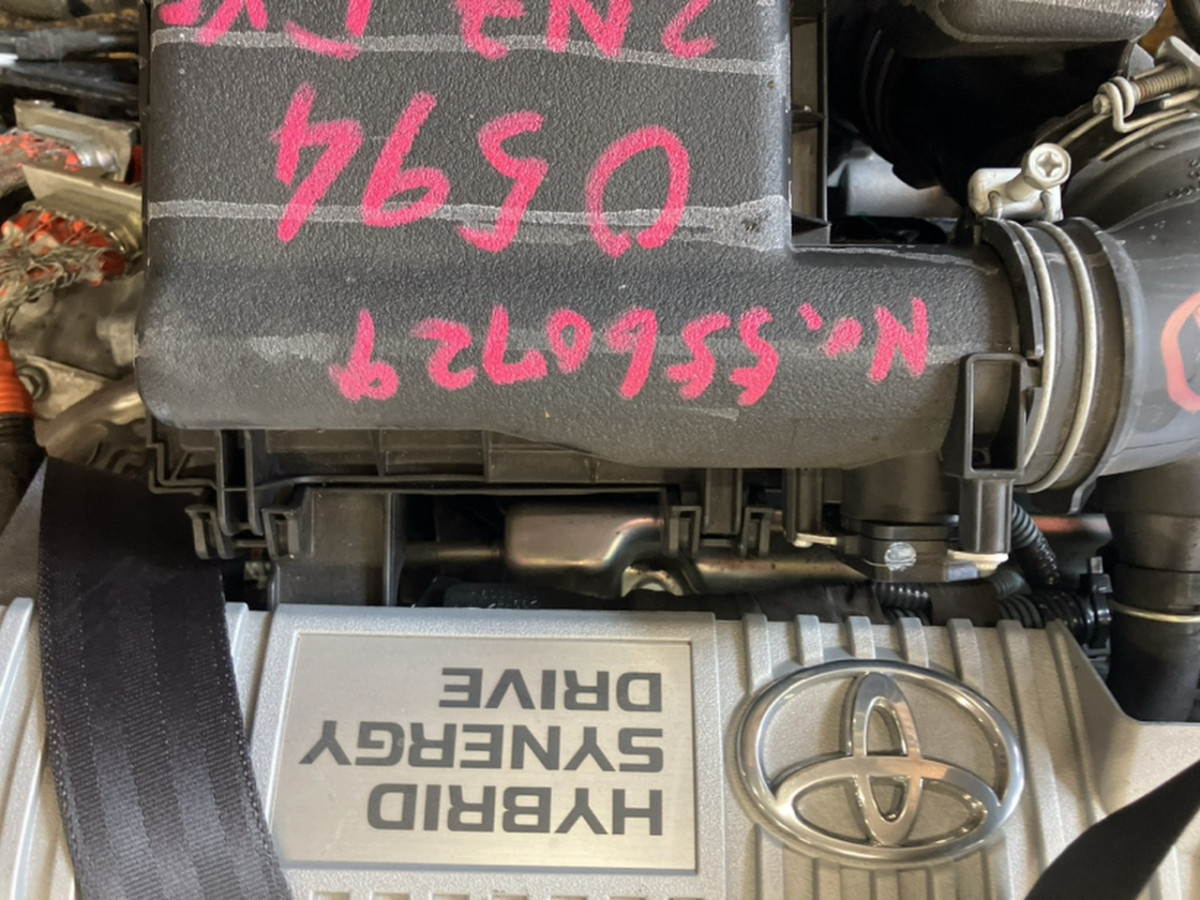 HYBRID
SYNERGY
DRIVE
No. 5560729
0594